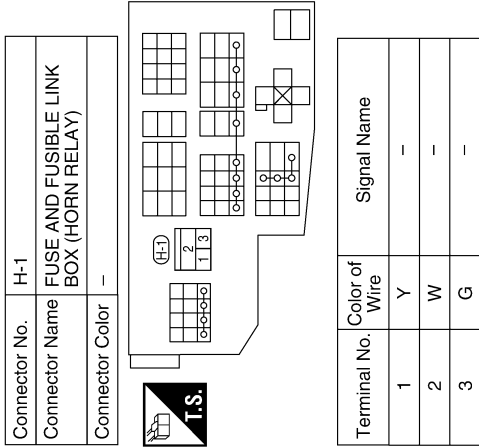 Connector No. H-1
Connector Name FUSE AND FUSIBLE LINK
BOX (HORN RELAY)
Connector Color –
T.S.
H-1
2
1 3
Terminal No. Color of Wire Signal Name
1 Y –
2 W –
3 G –